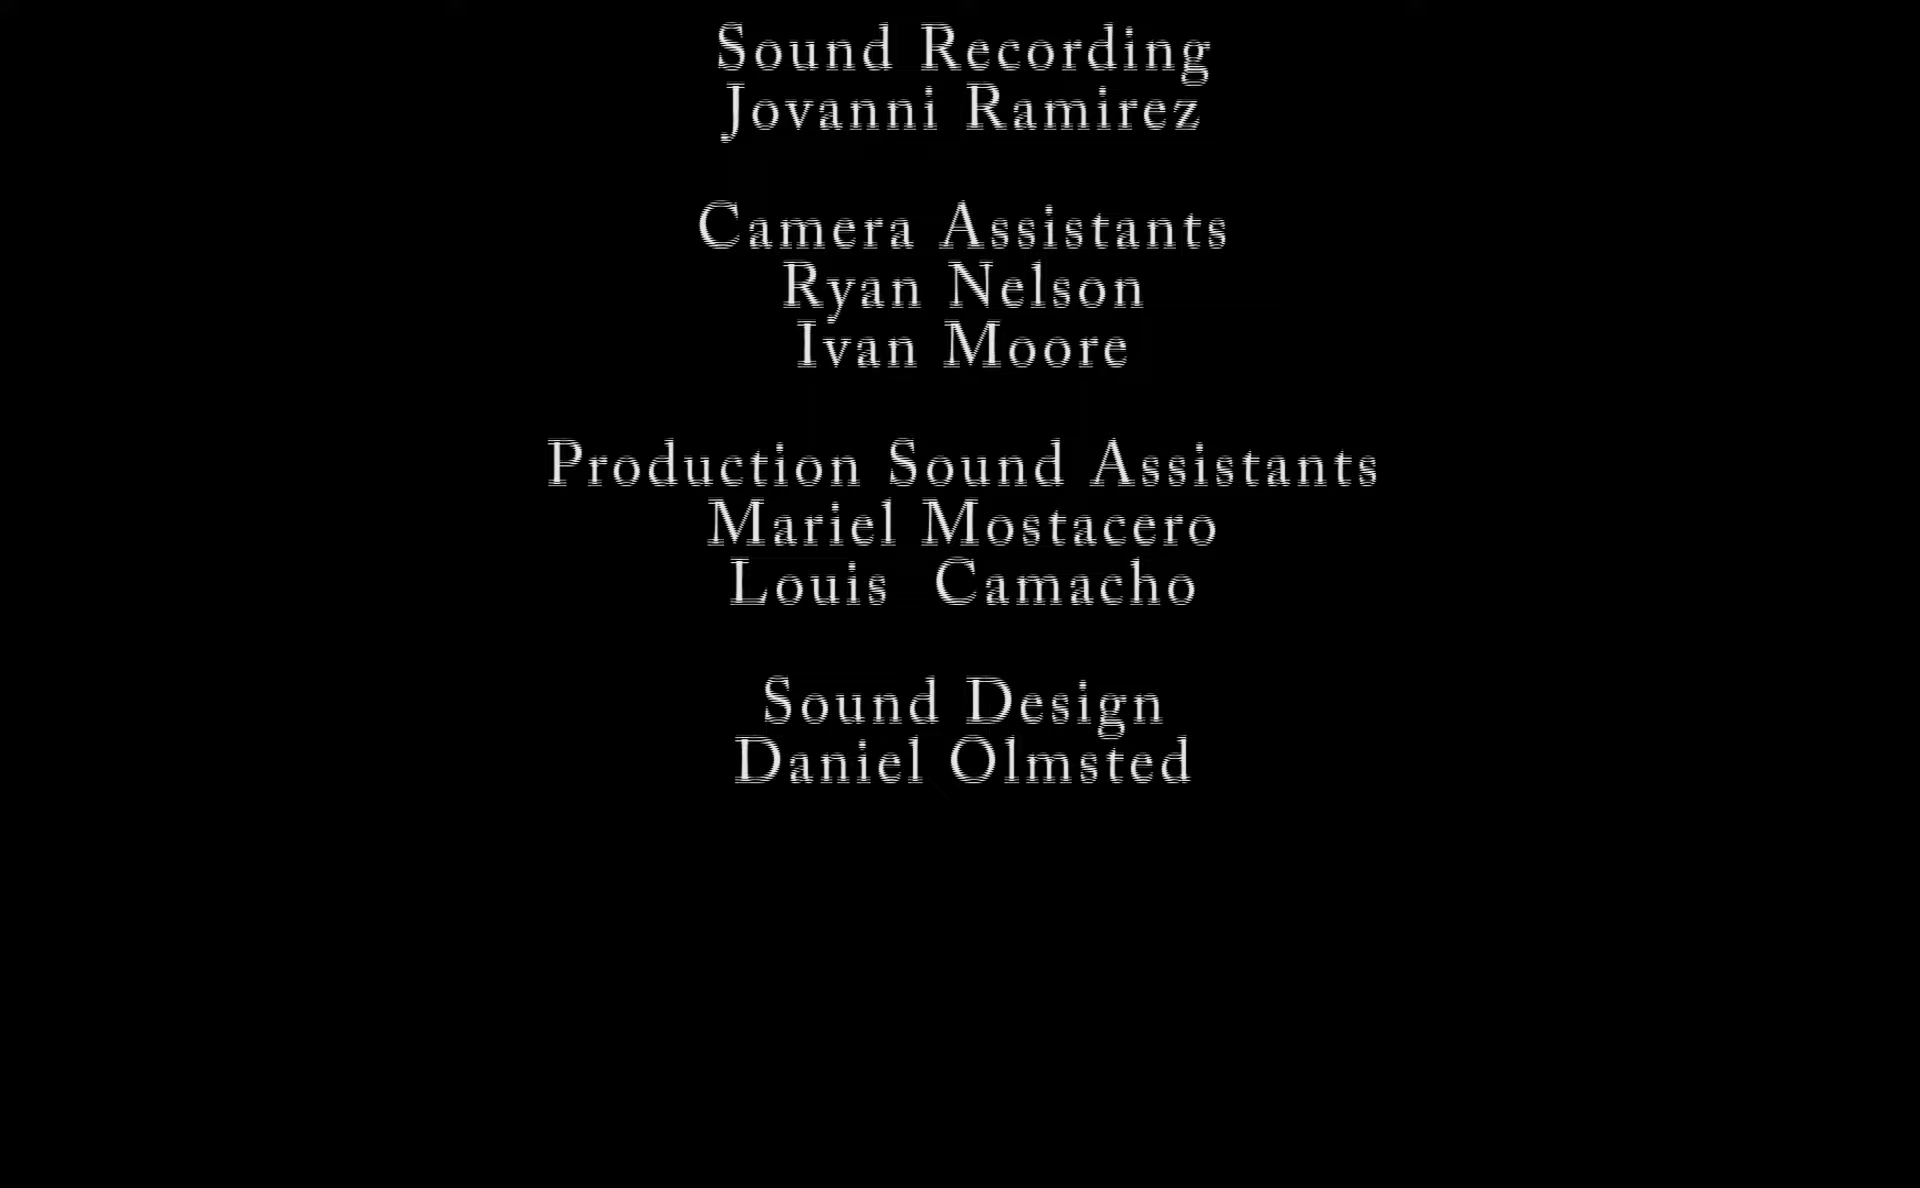 Sound Recording
Jovanni Ramirez
Camera Assistants
Ryan Nelson
Ivan Moore
Production Sound Assistants
Mariel Mostacero
Louis  Camacho
Sound Design
Daniel Olmsted